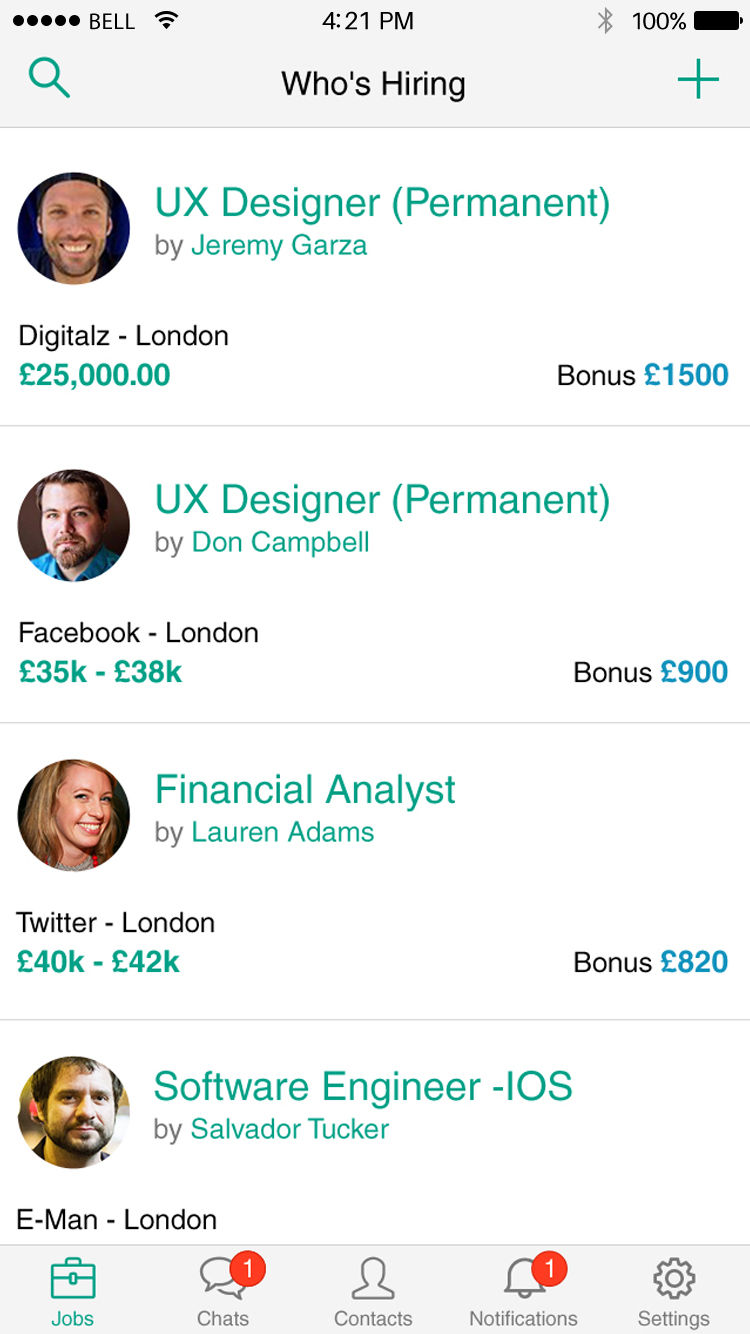 BELL 4:21 PM 100%
Who's Hiring
UX Designer (Permanent)
by Jeremy Garza
Digitalz - London
£25,000.00 Bonus £1500
UX Designer (Permanent)
by Don Campbell
Facebook - London
£35k - £38k Bonus £900
Financial Analyst
by Lauren Adams
Twitter - London
£40k - £42k Bonus £820
Software Engineer -IOS
by Salvador Tucker
E-Man - London
1 1
Jobs Chats Contacts Notifications Settings